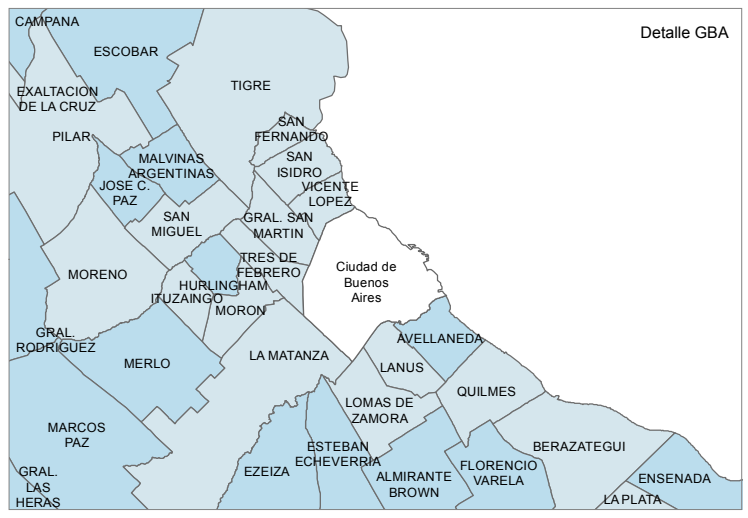 CAMPANA
Detalle GBA
ESCOBAR
TIGRE
EXALTACION
DE LA CRUZ
SAN
FERNANDO
PILAR
MALVINAS
ARGENTINAS
SAN
ISIDRO
JOSE C.
PAZ
VICENTE
LOPEZ
SAN
MIGUEL
GRAL. SAN
MARTIN
TRES DE
FEBRERO
Ciudad de
Buenos
Aires
MORENO
HURLINGHAM
ITUZAINGO
MORON
GRAL.
RODRIGUEZ
AVELLANEDA
MERLO
LA MATANZA
LANUS
QUILMES
LOMAS DE
ZAMORA
MARCOS
PAZ
BERAZATEGUI
ESTEBAN
ECHEVERRIA
EZEIZA
ALMIRANTE
BROWN
FLORENCIO
VARELA
ENSENADA
GRAL.
LAS
HERAS
LA PLATA